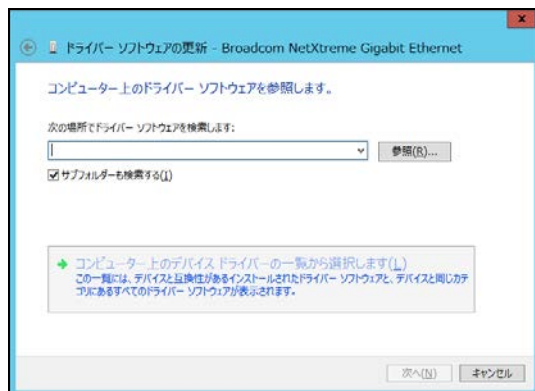 x
ドライバー ソフトウェアの更新 - Broadcom NetXtreme Gigabit Ethernet
コンピューター上のドライバー ソフトウェアを参照します。
次の場所でドライバー ソフトウェアを検索します:
参照(R)...
サブフォルダーも検索する(I)
コンピューター上のデバイス ドライバーの一覧から選択します(L)
この一覧には、デバイスと互換性があるインストールされたドライバー ソフトウェアと、デバイスと同じカテ
ゴリにあるすべてのドライバー ソフトウェアが表示されます。
次へ(N) キャンセル